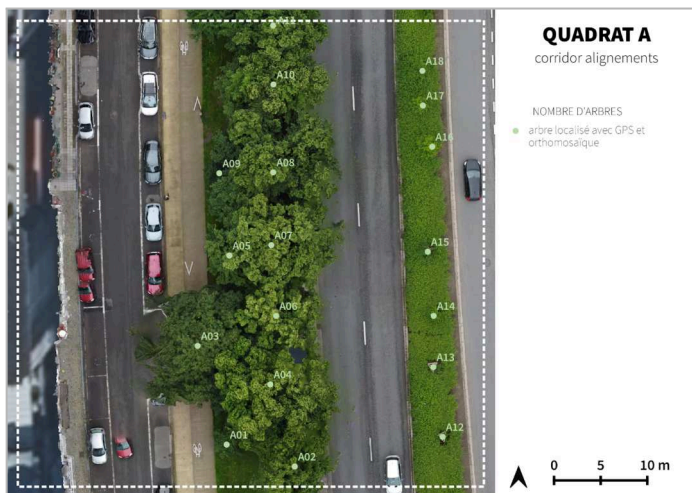 QUADRAT A
corridor alignements
NOMBRE D'ARBRES
arbre localisé avec GPS et
orthomosaïque
A11
A10
A18
A17
A16
A09
A08
A07
A05
A15
A06
A14
A03
A13
A04
A01
A12
A02
0 5 10 m